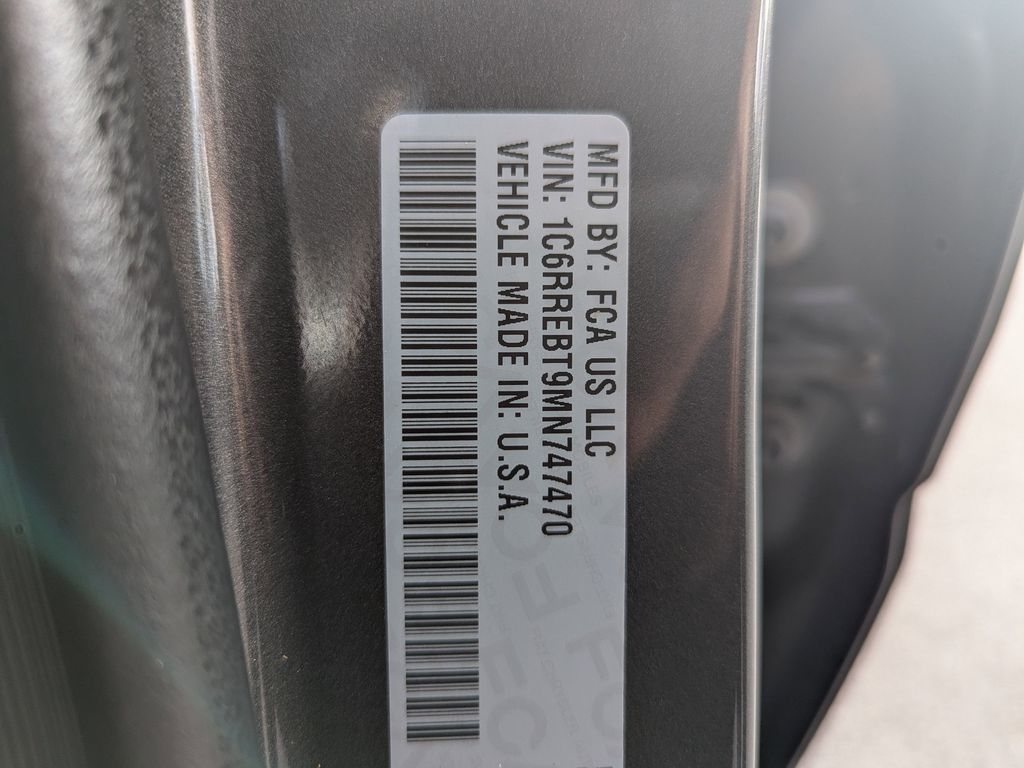 MFD BY: FCA US LLC
VIN: 1C6RREBT9MN747470
VEHICLE MADE IN: U.S.A.